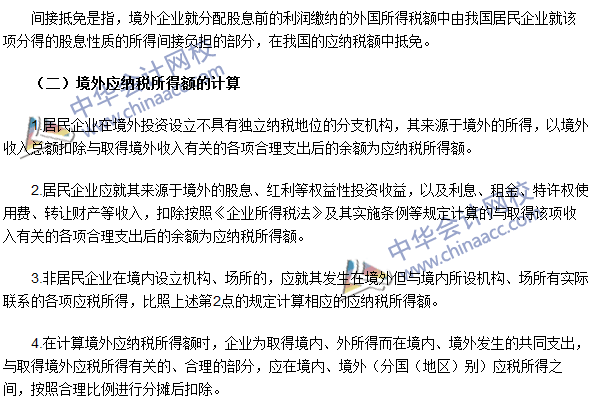 间接抵免是指，境外企业就分配股息前的利润缴纳的外国所得税额中由我国居民企业就该
项分得的股息性质的所得间接负担的部分，在我国的应纳税额中抵免。
（二）境外应纳税所得额的计算
1.居民企业在境外投资设立不具有独立纳税地位的分支机构，其来源于境外的所得，以境外
收入总额扣除与取得境外收入有关的各项合理支出后的余额为应纳税所得额。
2.居民企业应就其来源于境外的股息、红利等权益性投资收益，以及利息、租金、特许权使
用费、转让财产等收入，扣除按照《企业所得税法》及其实施条例等规定计算的与取得该项收
入有关的各项合理支出后的余额为应纳税所得额。
3.非居民企业在境内设立机构、场所的，应就其发生在境外但与境内所设机构、场所有实际
联系的各项应税所得，比照上述第2点的规定计算相应的应纳税所得额。
4.在计算境外应纳税所得额时，企业为取得境内、外所得而在境内、境外发生的共同支出，
与取得境外应税所得有关的、合理的部分，应在境内、境外（分国（地区）别）应税所得之
间，按照合理比例进行分摊后扣除。
中华会计网校
www.chinaacc.com
中华会计网校
www.chinaacc.com